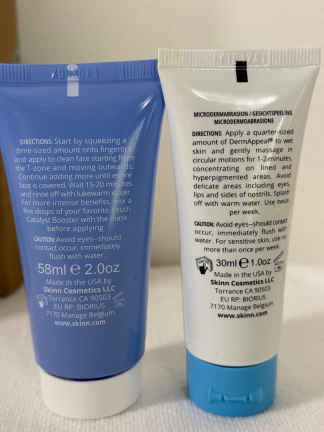 DIRECTIONS: Start by squeezing a
dime-sized amount onto fingertips
and apply to clean face starting from
the T-zone and moving outwards.
Continue adding more until entire
face is covered. Wait 15-20 minutes
and rinse off with lukewarm water.
For more intense benefits, mix a
few drops of your favorite Fresh
Catalyst Booster with the
before applying.
CAUTION: Avoid eyes—should
contact occur, immediately
flush with water.
58ml e 2.0oz
Made in the USA by
Skinn Cosmetics LLC
Torrance CA 90503
EU RP: BIORIUS
7170 Manage Belgium
www.skinn.com
MICRODERMABRASION / GESICHTSPEELING
MICRODERMOABRASIONS
DIRECTIONS: Apply a quarter-sized
amount of DermAppeal® to wet
skin and gently massage in
circular motions for 1-2minutes,
concentrating on lined and
hyperpigmented areas. Avoid
delicate areas including eyes,
lips and sides of nostrils. Splash
off with warm water. Use twice
per week.
CAUTION: Avoid eyes—should contact
occur, immediately flush with
water. For sensitive skin, use no
more than once per week.
30ml e 1.0oz
Made in the USA by
Skinn Cosmetics LLC
Torrance CA 90503
EU RP: BIORIUS
7170 Manage Belgium
www.skinn.com